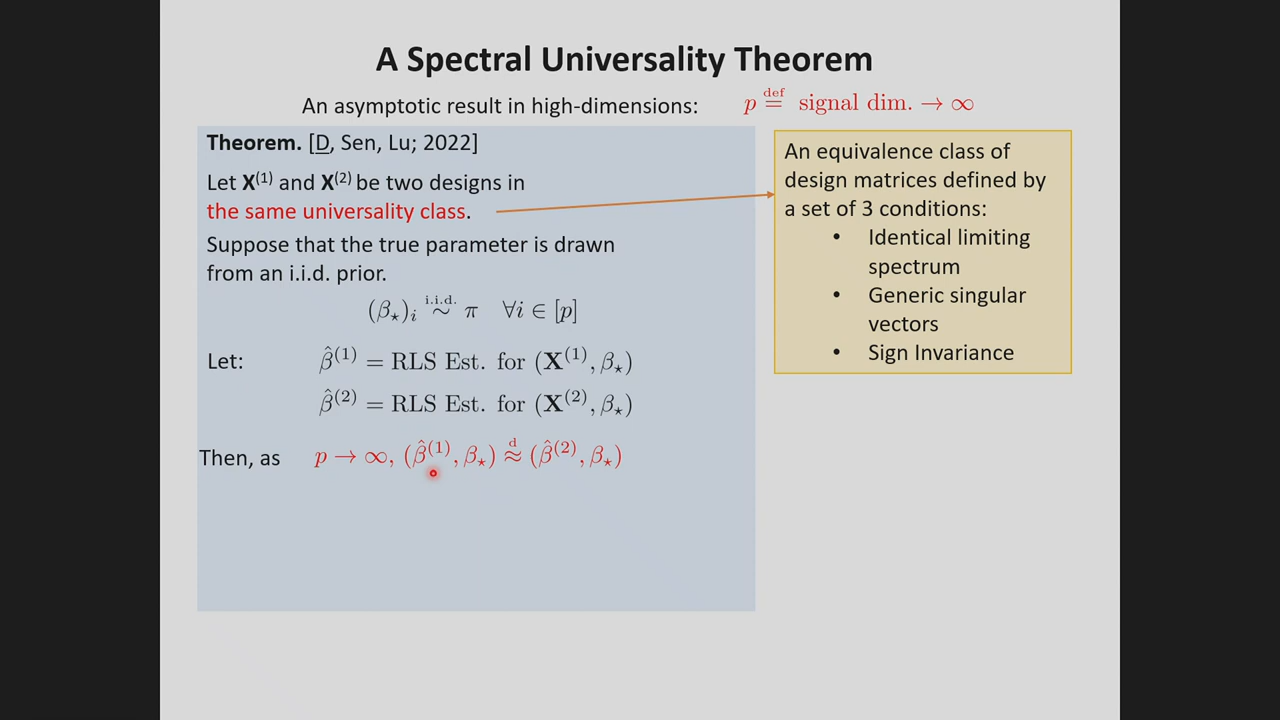 A Spectral Universality Theorem
An asymptotic result in high-dimensions: p def= signal dim. → ∞
Theorem. [D, Sen, Lu; 2022]
Let X⁽¹⁾ and X⁽²⁾ be two designs in
the same universality class.
Suppose that the true parameter is drawn
from an i.i.d. prior.
(β⋆)ᵢ i.i.d.∼ π ∀i ∈ [p]
Let: β̂⁽¹⁾ = RLS Est. for (X⁽¹⁾, β⋆)
β̂⁽²⁾ = RLS Est. for (X⁽²⁾, β⋆)
Then, as p → ∞, (β̂⁽¹⁾, β⋆) d≈ (β̂⁽²⁾, β⋆)
An equivalence class of
design matrices defined by
a set of 3 conditions:
• Identical limiting
spectrum
• Generic singular
vectors
• Sign Invariance